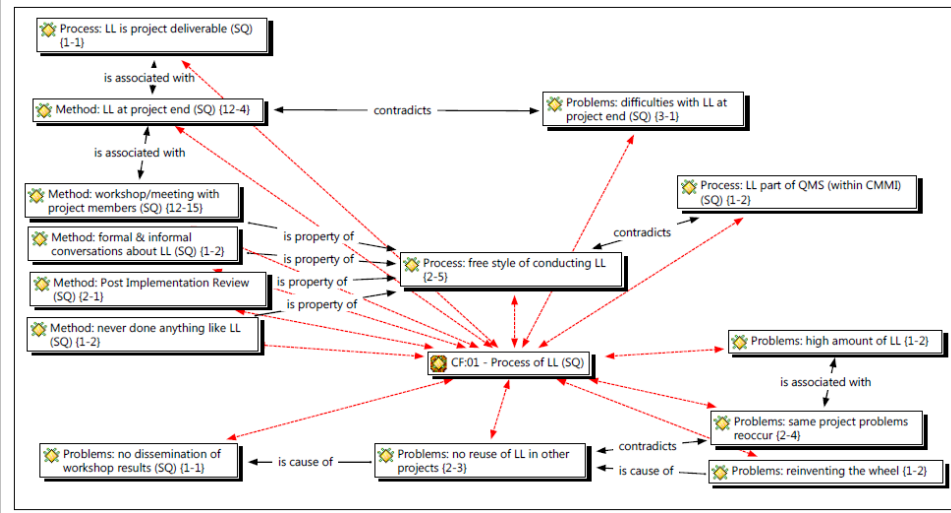 Process: LL is project deliverable (SQ)
{1-1}
is associated with
Method: LL at project end (SQ) {12-4}
contradicts
Problems: difficulties with LL at
project end (SQ) {3-1}
is associated with
Process: LL part of QMS (within CMMI)
(SQ) {1-2}
Method: workshop/meeting with
project members (SQ) {12-15}
is property of
contradicts
Method: formal & informal
conversations about LL (SQ) {1-2}
is property of
Process: free style of conducting LL
{2-5}
Method: Post Implementation Review
(SQ) {2-1}
is property of
is property of
Method: never done anything like LL
(SQ) {1-2}
Problems: high amount of LL {1-2}
CF:01 - Process of LL (SQ)
is associated with
Problems: same project problems
reoccur {2-4}
Problems: no dissemination of
workshop results (SQ) {1-1}
is cause of
Problems: no reuse of LL in other
projects {2-3}
contradicts
is cause of
Problems: reinventing the wheel {1-2}